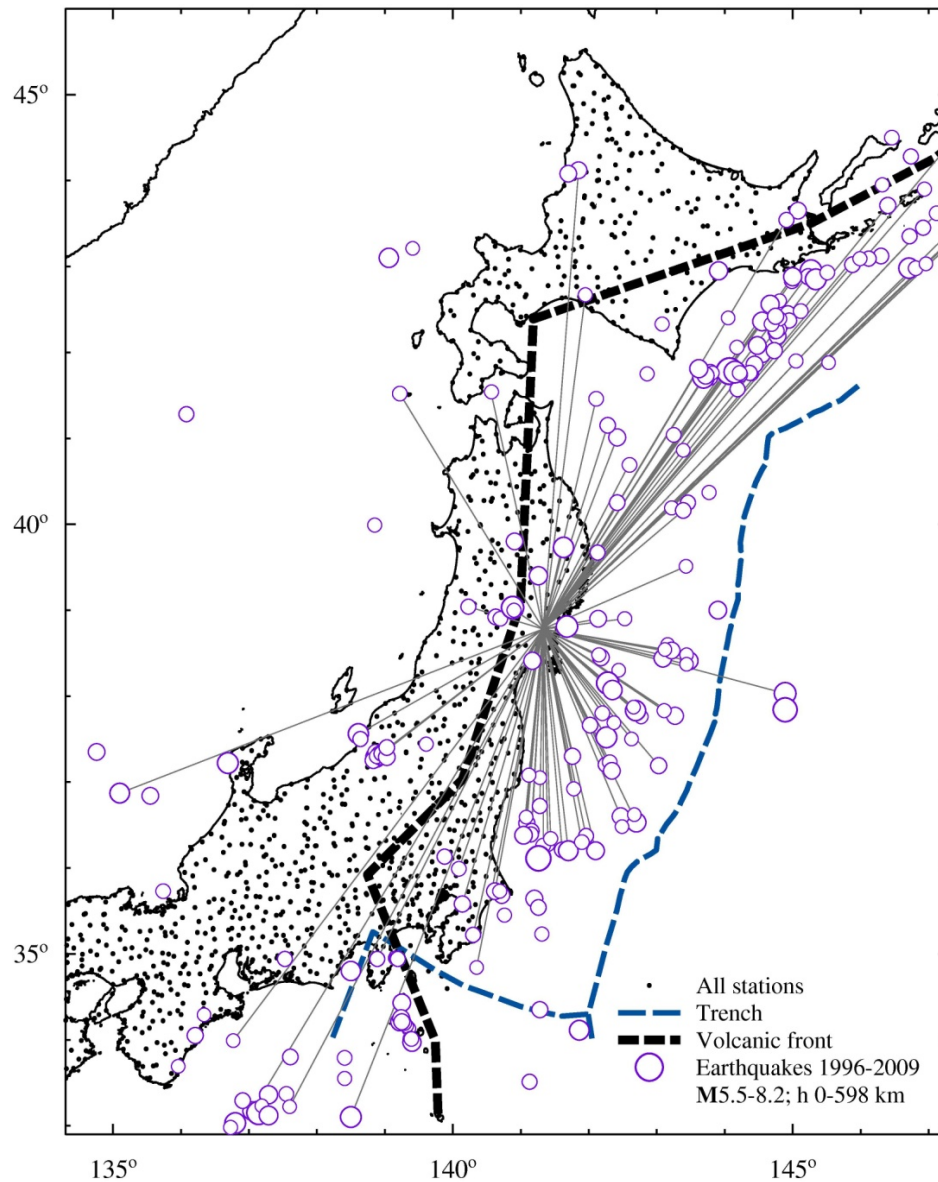 45°
40°
35°
All stations
Trench
Volcanic front
Earthquakes 1996-2009
M5.5-8.2; h 0-598 km
135°
140°
145°